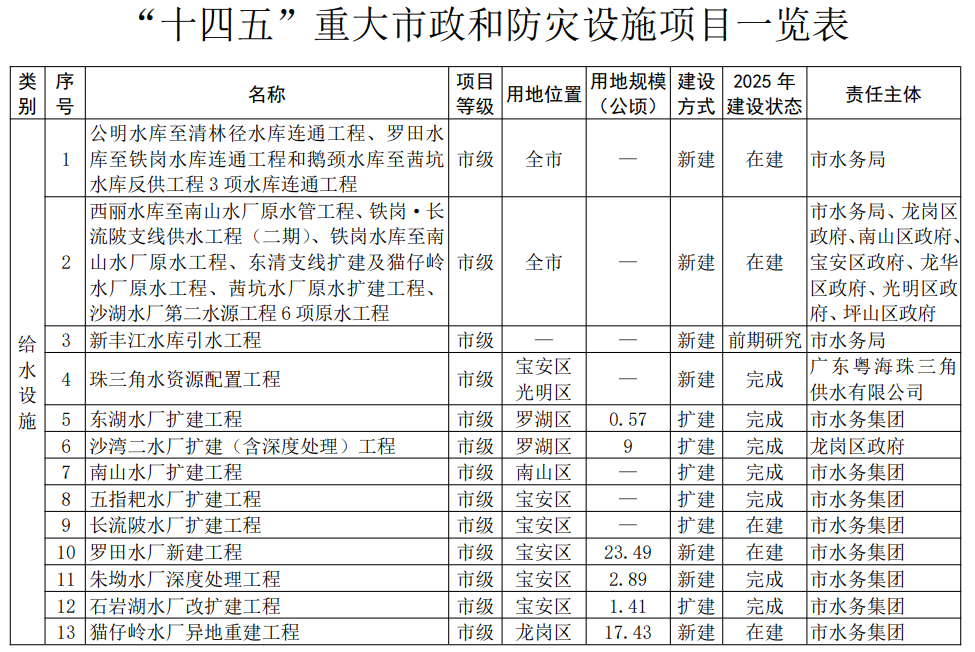 “十四五”重大市政和防灾设施项目一览表
类别 序号 名称 项目等级 用地位置 用地规模（公顷） 建设方式 2025 年建设状态 责任主体
给水设施
1 公明水库至清林径水库连通工程、罗田水库至铁岗水库连通工程和鹅颈水库至茜坑水库反供工程 3 项水库连通工程 市级 全市 — 新建 在建 市水务局
2 西丽水库至南山水厂原水管工程、铁岗·长流陂支线供水工程（二期）、铁岗水库至南山水厂原水工程、东清支线扩建及猫仔岭水厂原水工程、茜坑水厂原水扩建工程、沙湖水厂第二水源工程 6 项原水工程 市级 全市 — 新建 在建 市水务局、龙岗区政府、南山区政府、宝安区政府、龙华区政府、光明区政府、坪山区政府
3 新丰江水库引水工程 市级 — — 新建 前期研究 市水务局
4 珠三角水资源配置工程 市级 宝安区 光明区 — 新建 完成 广东粤海珠三角供水有限公司
5 东湖水厂扩建工程 市级 罗湖区 0.57 扩建 完成 市水务集团
6 沙湾二水厂扩建（含深度处理）工程 市级 罗湖区 9 扩建 完成 龙岗区政府
7 南山水厂扩建工程 市级 南山区 — 扩建 完成 市水务集团
8 五指耙水厂扩建工程 市级 宝安区 — 扩建 完成 市水务集团
9 长流陂水厂扩建工程 市级 宝安区 — 扩建 在建 市水务集团
10 罗田水厂新建工程 市级 宝安区 23.49 新建 在建 市水务集团
11 朱坳水厂深度处理工程 市级 宝安区 2.89 新建 完成 市水务集团
12 石岩湖水厂改扩建工程 市级 宝安区 1.41 扩建 完成 市水务集团
13 猫仔岭水厂异地重建工程 市级 龙岗区 17.43 新建 在建 市水务集团